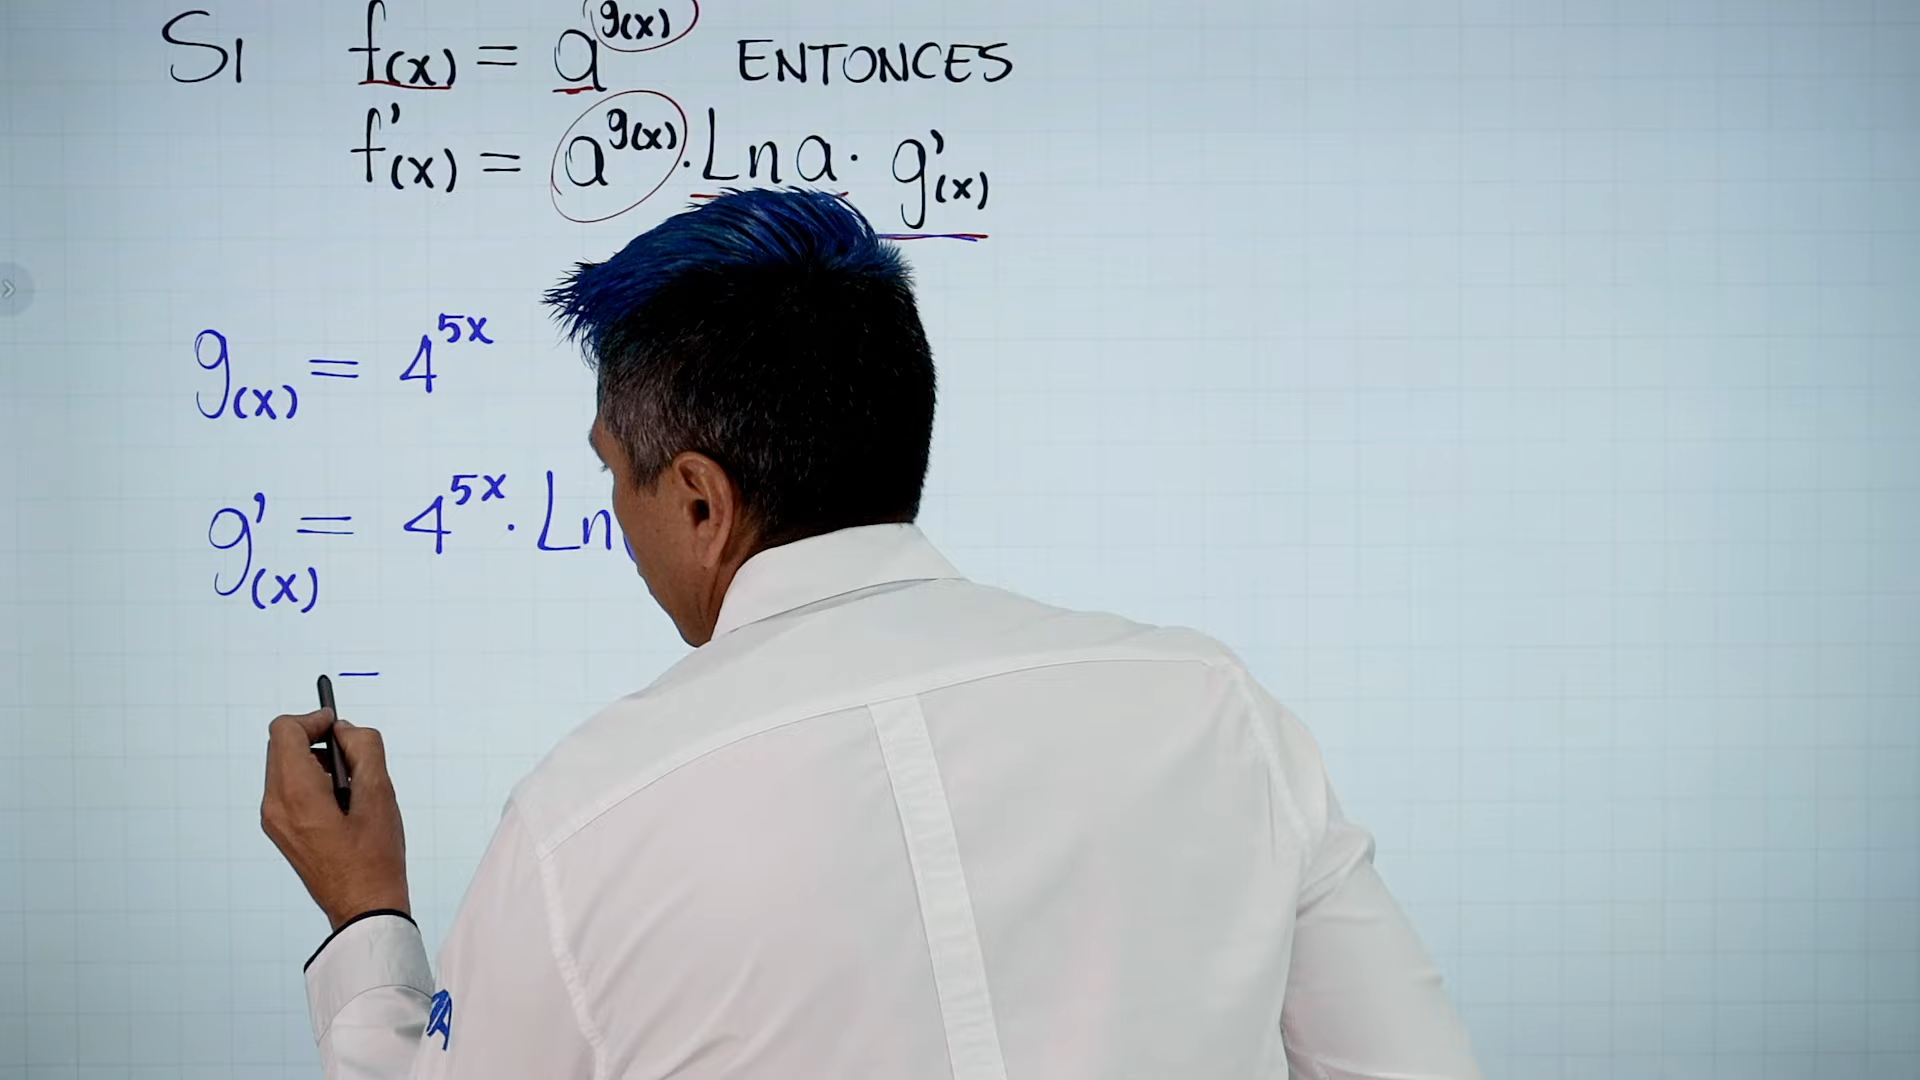 SI f(x) = a^g(x) ENTONCES
f'(x) = a^g(x) · Ln a · g'(x)
g(x) = 4^5x
g'(x) = 4^5x · Ln